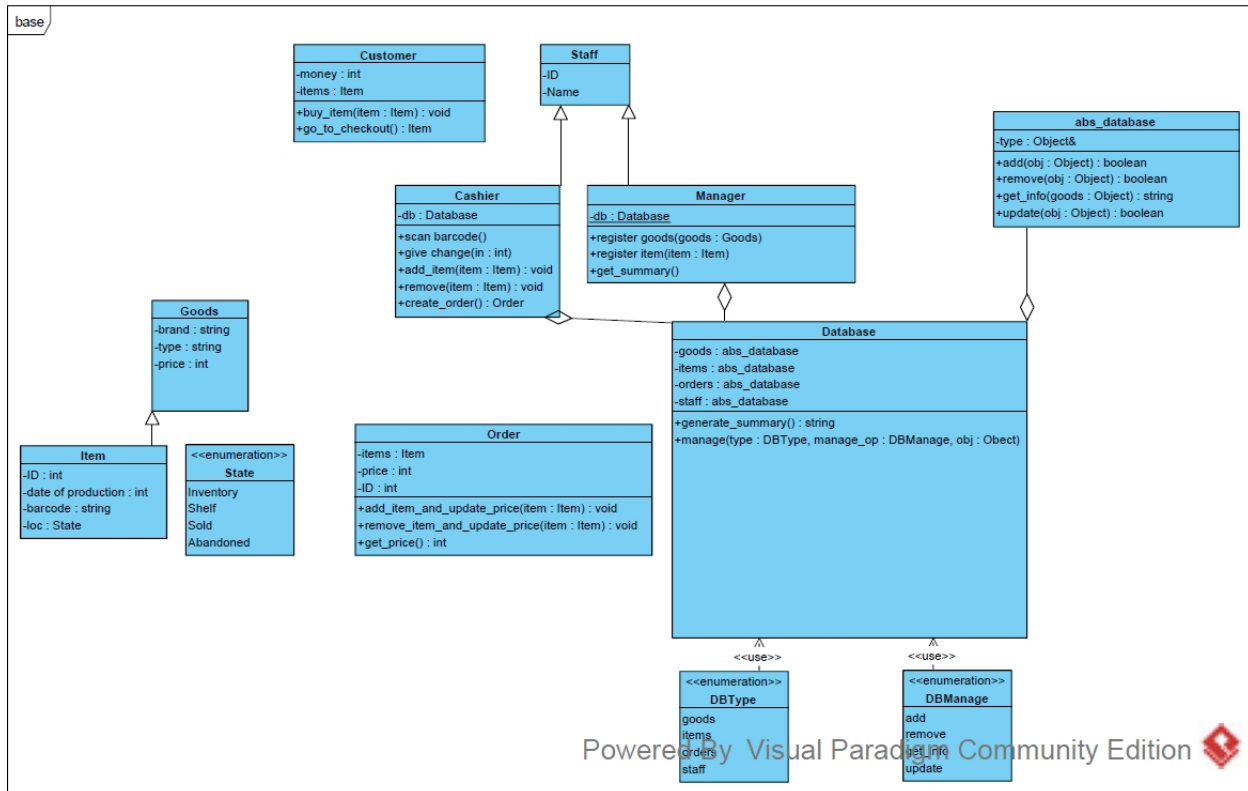 base
Customer
-money : int
-items : Item
+buy_item(item : Item) : void
+go_to_checkout() : Item
Staff
-ID
-Name
abs_database
-type : Object&
+add(obj : Object) : boolean
+remove(obj : Object) : boolean
+get_info(goods : Object) : string
+update(obj : Object) : boolean
Cashier
-db : Database
+scan barcode()
+give change(in : int)
+add_item(item : Item) : void
+remove(item : Item) : void
+create_order() : Order
Manager
-db : Database
+register goods(goods : Goods)
+register item(item : Item)
+get_summary()
Goods
-brand : string
-type : string
-price : int
Database
-goods : abs_database
-items : abs_database
-orders : abs_database
-staff : abs_database
+generate_summary() : string
+manage(type : DBType, manage_op : DBManage, obj : Obect)
Item
-ID : int
-date of production : int
-barcode : string
-loc : State
<<enumeration>>
State
Inventory
Shelf
Sold
Abandoned
Order
-items : Item
-price : int
-ID : int
+add_item_and_update_price(item : Item) : void
+remove_item_and_update_price(item : Item) : void
+get_price() : int
<<use>>
<<use>>
<<enumeration>>
DBType
goods
items
orders
staff
<<enumeration>>
DBManage
add
remove
get_info
update
Powered By Visual Paradigm Community Edition